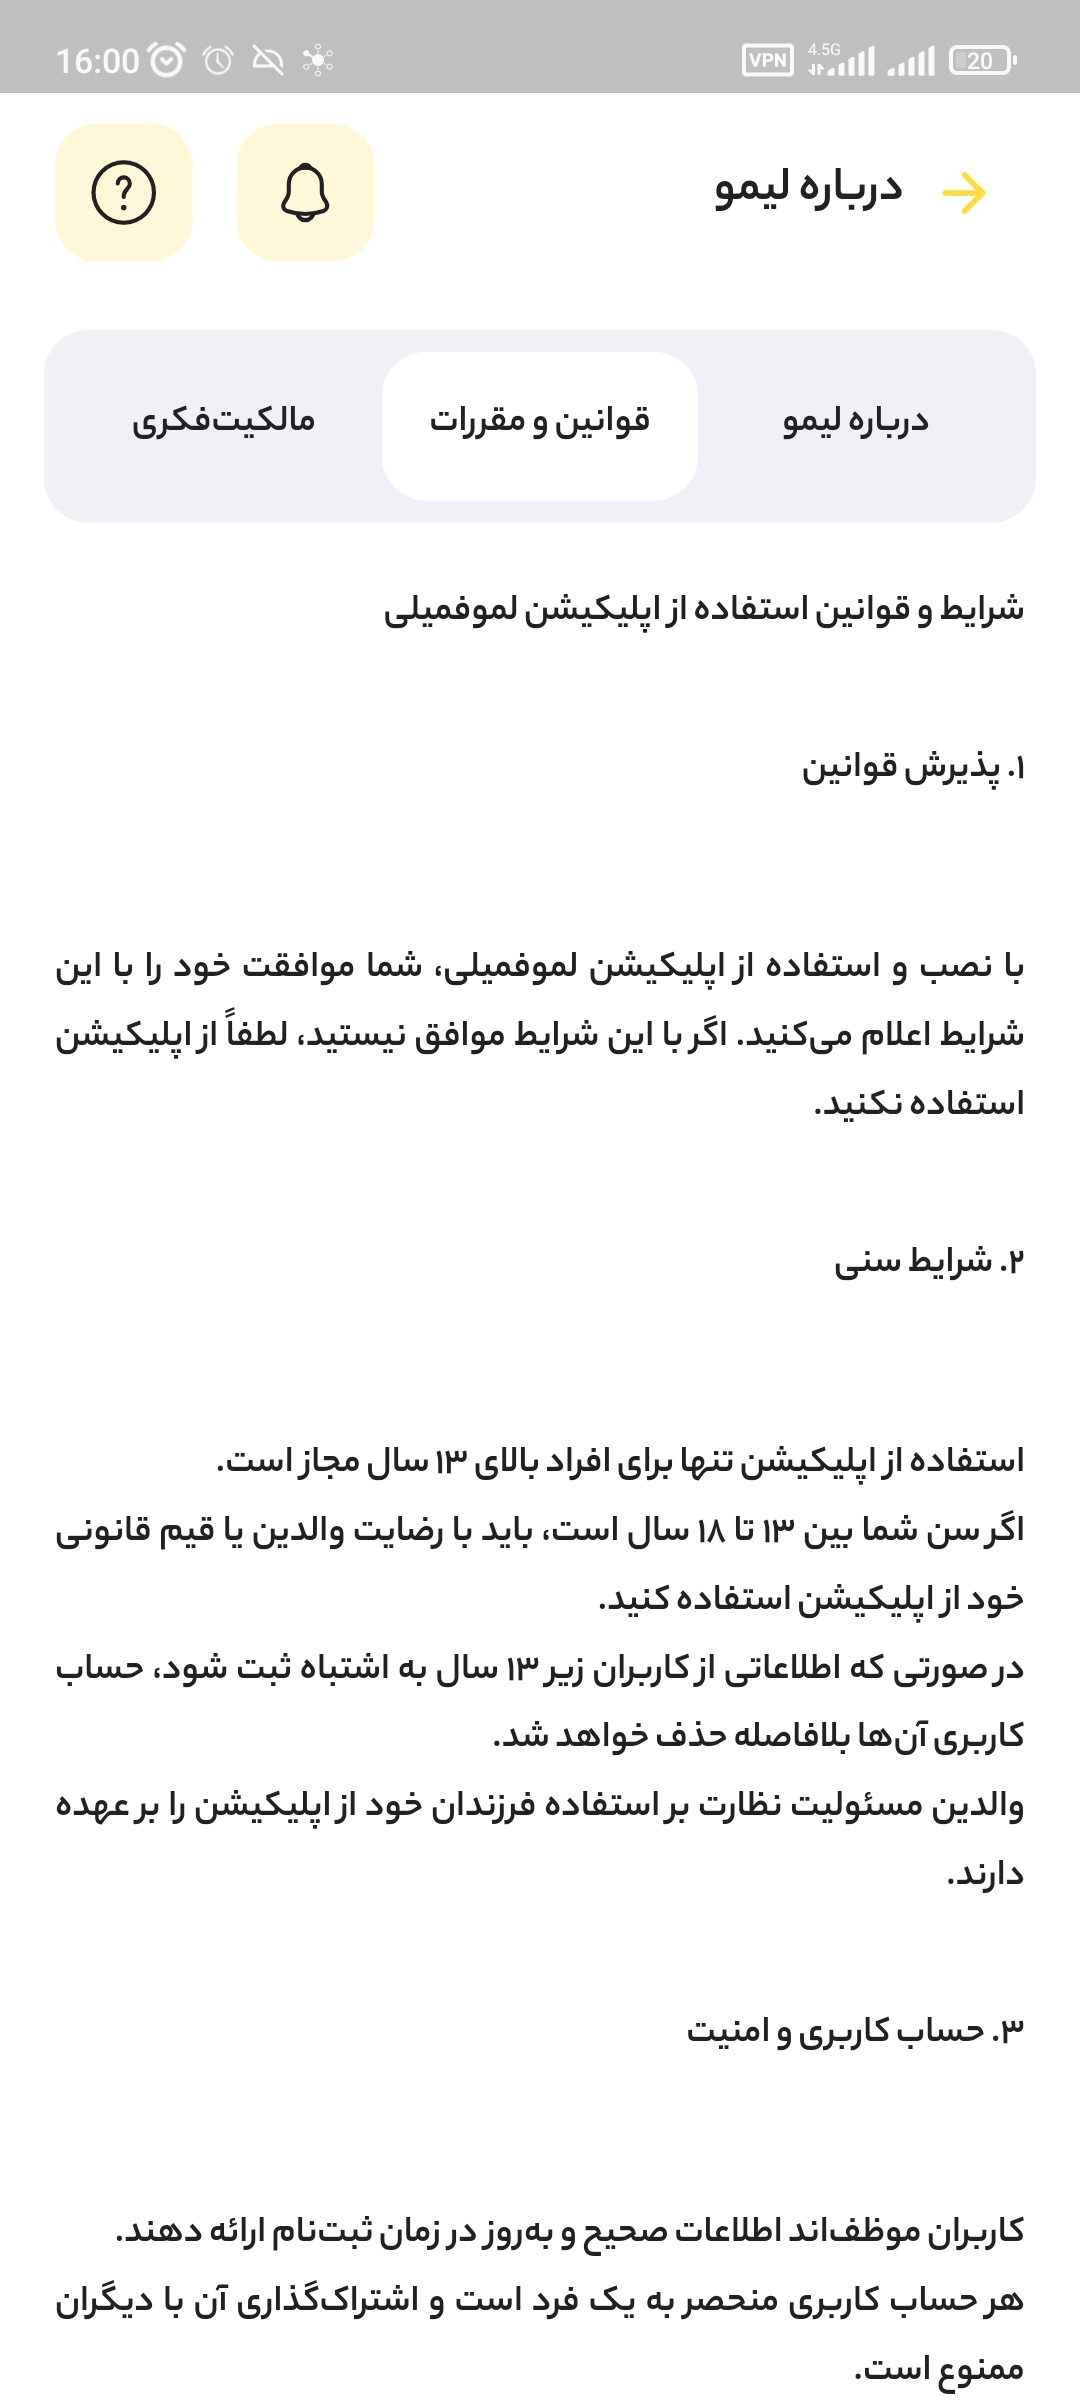 16:00
VPN
4.5G
20
درباره لیمو
درباره لیمو
قوانین و مقررات
مالکیت‌فکری
شرایط و قوانین استفاده از اپلیکیشن لموفمیلی
۱. پذیرش قوانین
با نصب و استفاده از اپلیکیشن لموفمیلی، شما موافقت خود را با این
شرایط اعلام می‌کنید. اگر با این شرایط موافق نیستید، لطفاً از اپلیکیشن
استفاده نکنید.
۲. شرایط سنی
استفاده از اپلیکیشن تنها برای افراد بالای ۱۳ سال مجاز است.
اگر سن شما بین ۱۳ تا ۱۸ سال است، باید با رضایت والدین یا قیم قانونی
خود از اپلیکیشن استفاده کنید.
در صورتی که اطلاعاتی از کاربران زیر ۱۳ سال به اشتباه ثبت شود، حساب
کاربری آن‌ها بلافاصله حذف خواهد شد.
والدین مسئولیت نظارت بر استفاده فرزندان خود از اپلیکیشن را بر عهده
دارند.
۳. حساب کاربری و امنیت
کاربران موظف‌اند اطلاعات صحیح و به‌روز در زمان ثبت‌نام ارائه دهند.
هر حساب کاربری منحصر به یک فرد است و اشتراک‌گذاری آن با دیگران
ممنوع است.